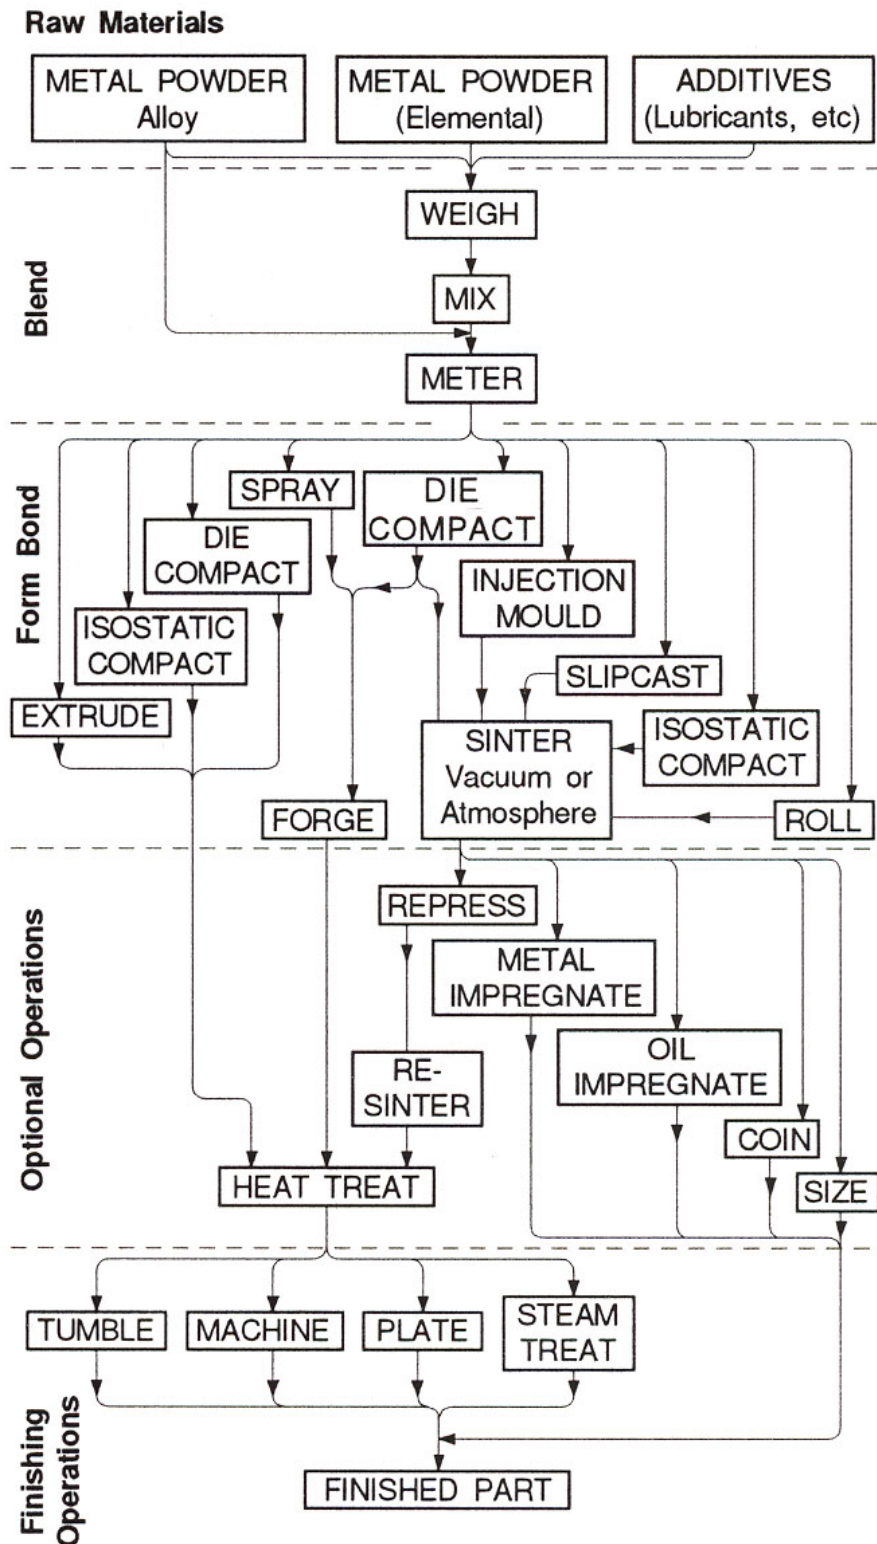 Raw Materials
METAL POWDER
Alloy
METAL POWDER
(Elemental)
ADDITIVES
(Lubricants, etc)
Blend
WEIGH
MIX
METER
Form Bond
SPRAY
DIE
COMPACT
DIE
COMPACT
INJECTION
MOULD
ISOSTATIC
COMPACT
SLIPCAST
EXTRUDE
SINTER
Vacuum or
Atmosphere
ISOSTATIC
COMPACT
FORGE
ROLL
Optional Operations
REPRESS
METAL
IMPREGNATE
OIL
IMPREGNATE
RE-
SINTER
COIN
HEAT TREAT
SIZE
Finishing
Operations
TUMBLE
MACHINE
PLATE
STEAM
TREAT
FINISHED PART